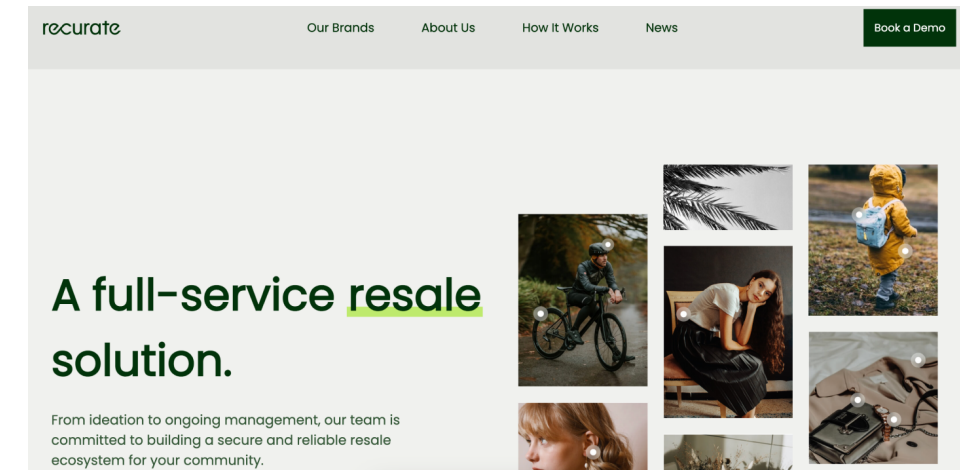 recurate
Our Brands
About Us
How It Works
News
Book a Demo
A full-service resale
solution.
From ideation to ongoing management, our team is
committed to building a secure and reliable resale
ecosystem for your community.